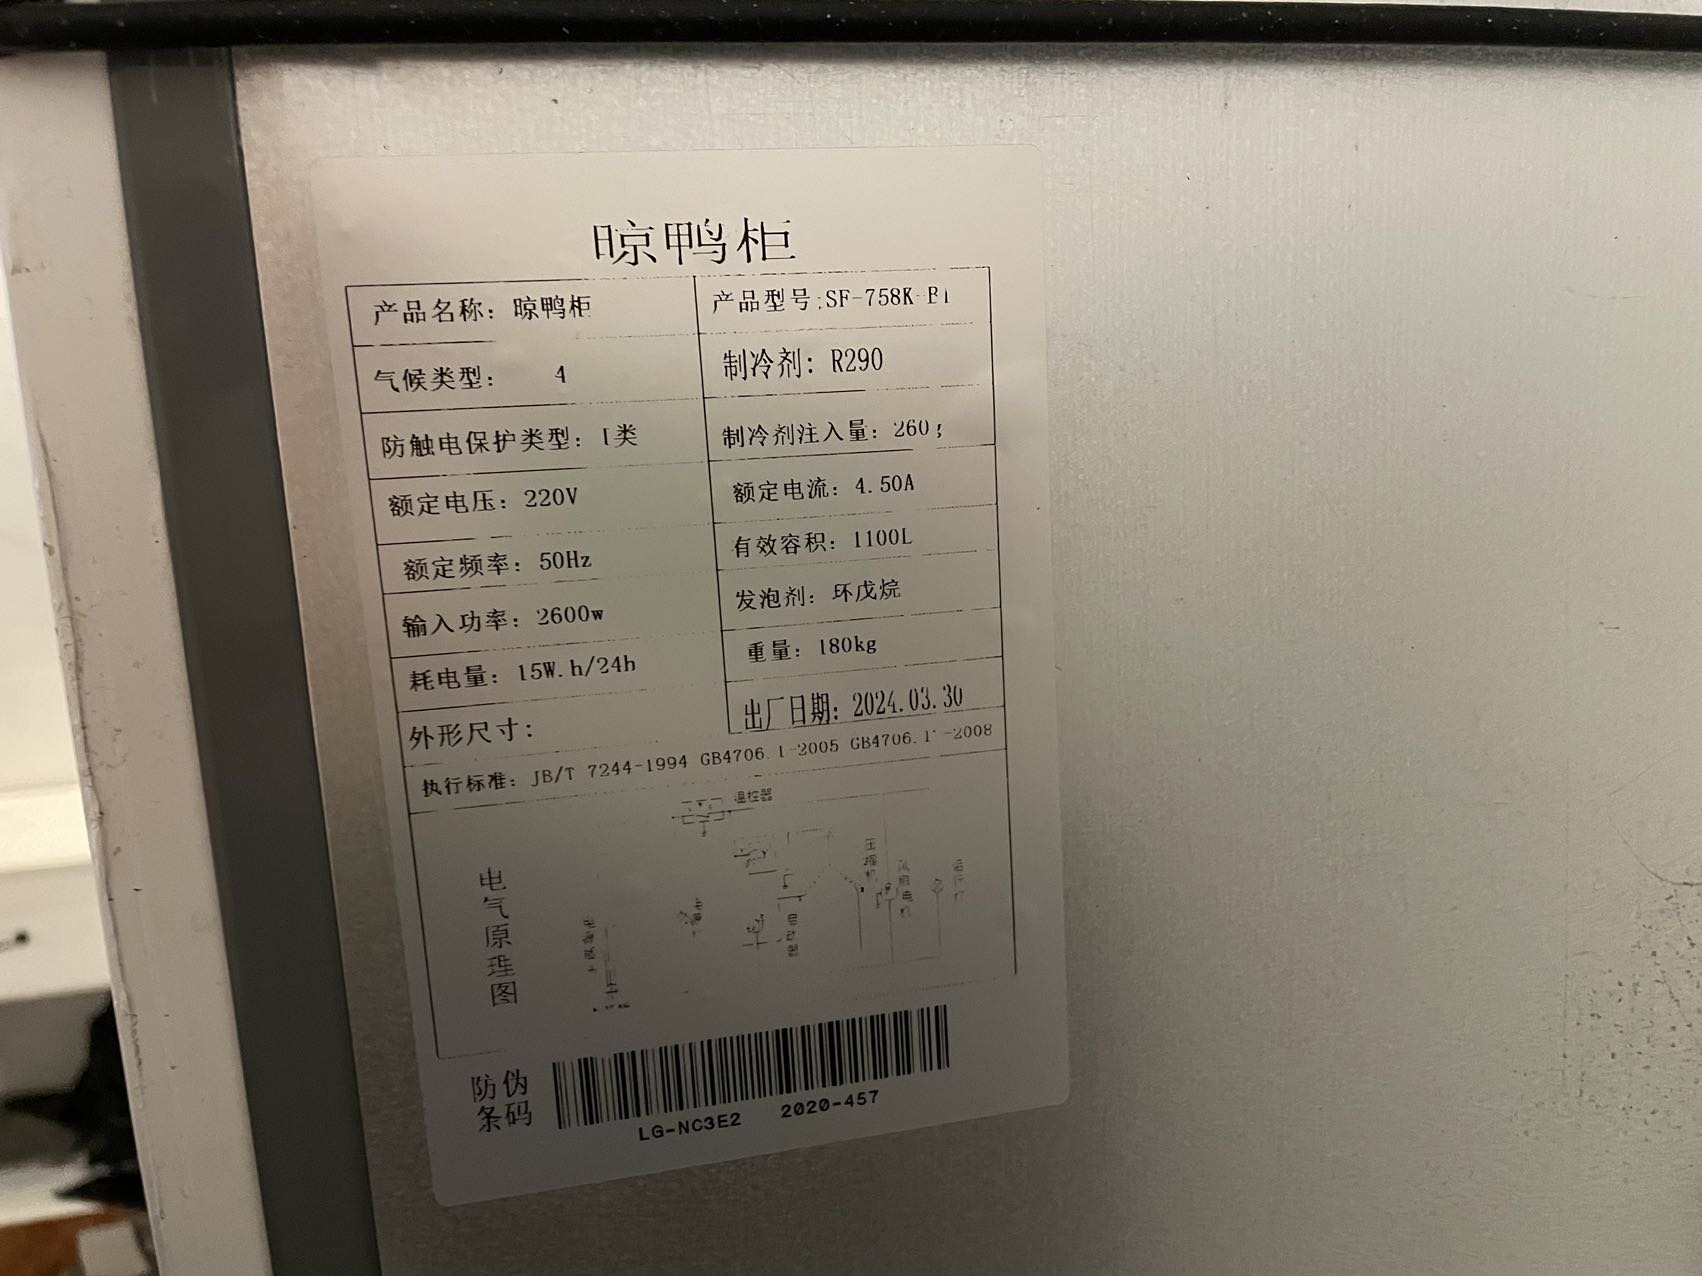 晾鸭柜
产品名称：晾鸭柜
产品型号:SF-758K-B1
气候类型： 4
制冷剂：R290
防触电保护类型：I类
制冷剂注入量：260g
额定电压：220V
额定电流：4.50A
额定频率：50Hz
有效容积：1100L
输入功率：2600w
发泡剂：环戊烷
耗电量：15W.h/24h
重量：180kg
外形尺寸：
出厂日期：2024.03.30
执行标准：JB/T 7244-1994 GB4706.1-2005 -2008
温控器
压缩机
风扇电机
启动器
电气原理图
防伪
条码
LG-NC3E2 2020-457